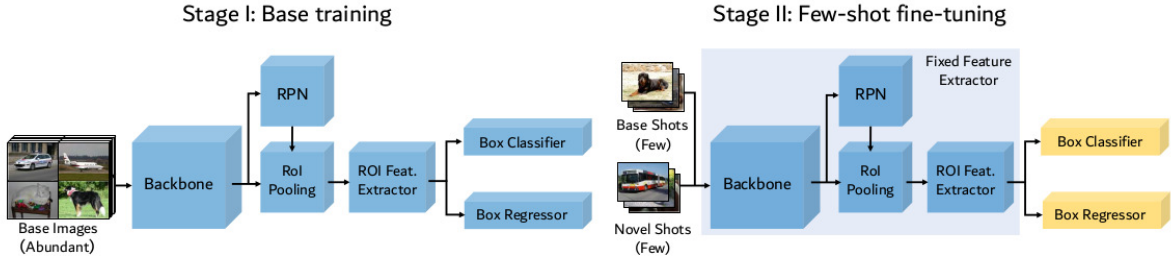 Stage I: Base training
Base Images
(Abundant)
Backbone
RPN
RoI
Pooling
ROI Feat.
Extractor
Box Classifier
Box Regressor
Stage II: Few-shot fine-tuning
Base Shots
(Few)
Novel Shots
(Few)
Fixed Feature
Extractor
Backbone
RPN
RoI
Pooling
ROI Feat.
Extractor
Box Classifier
Box Regressor